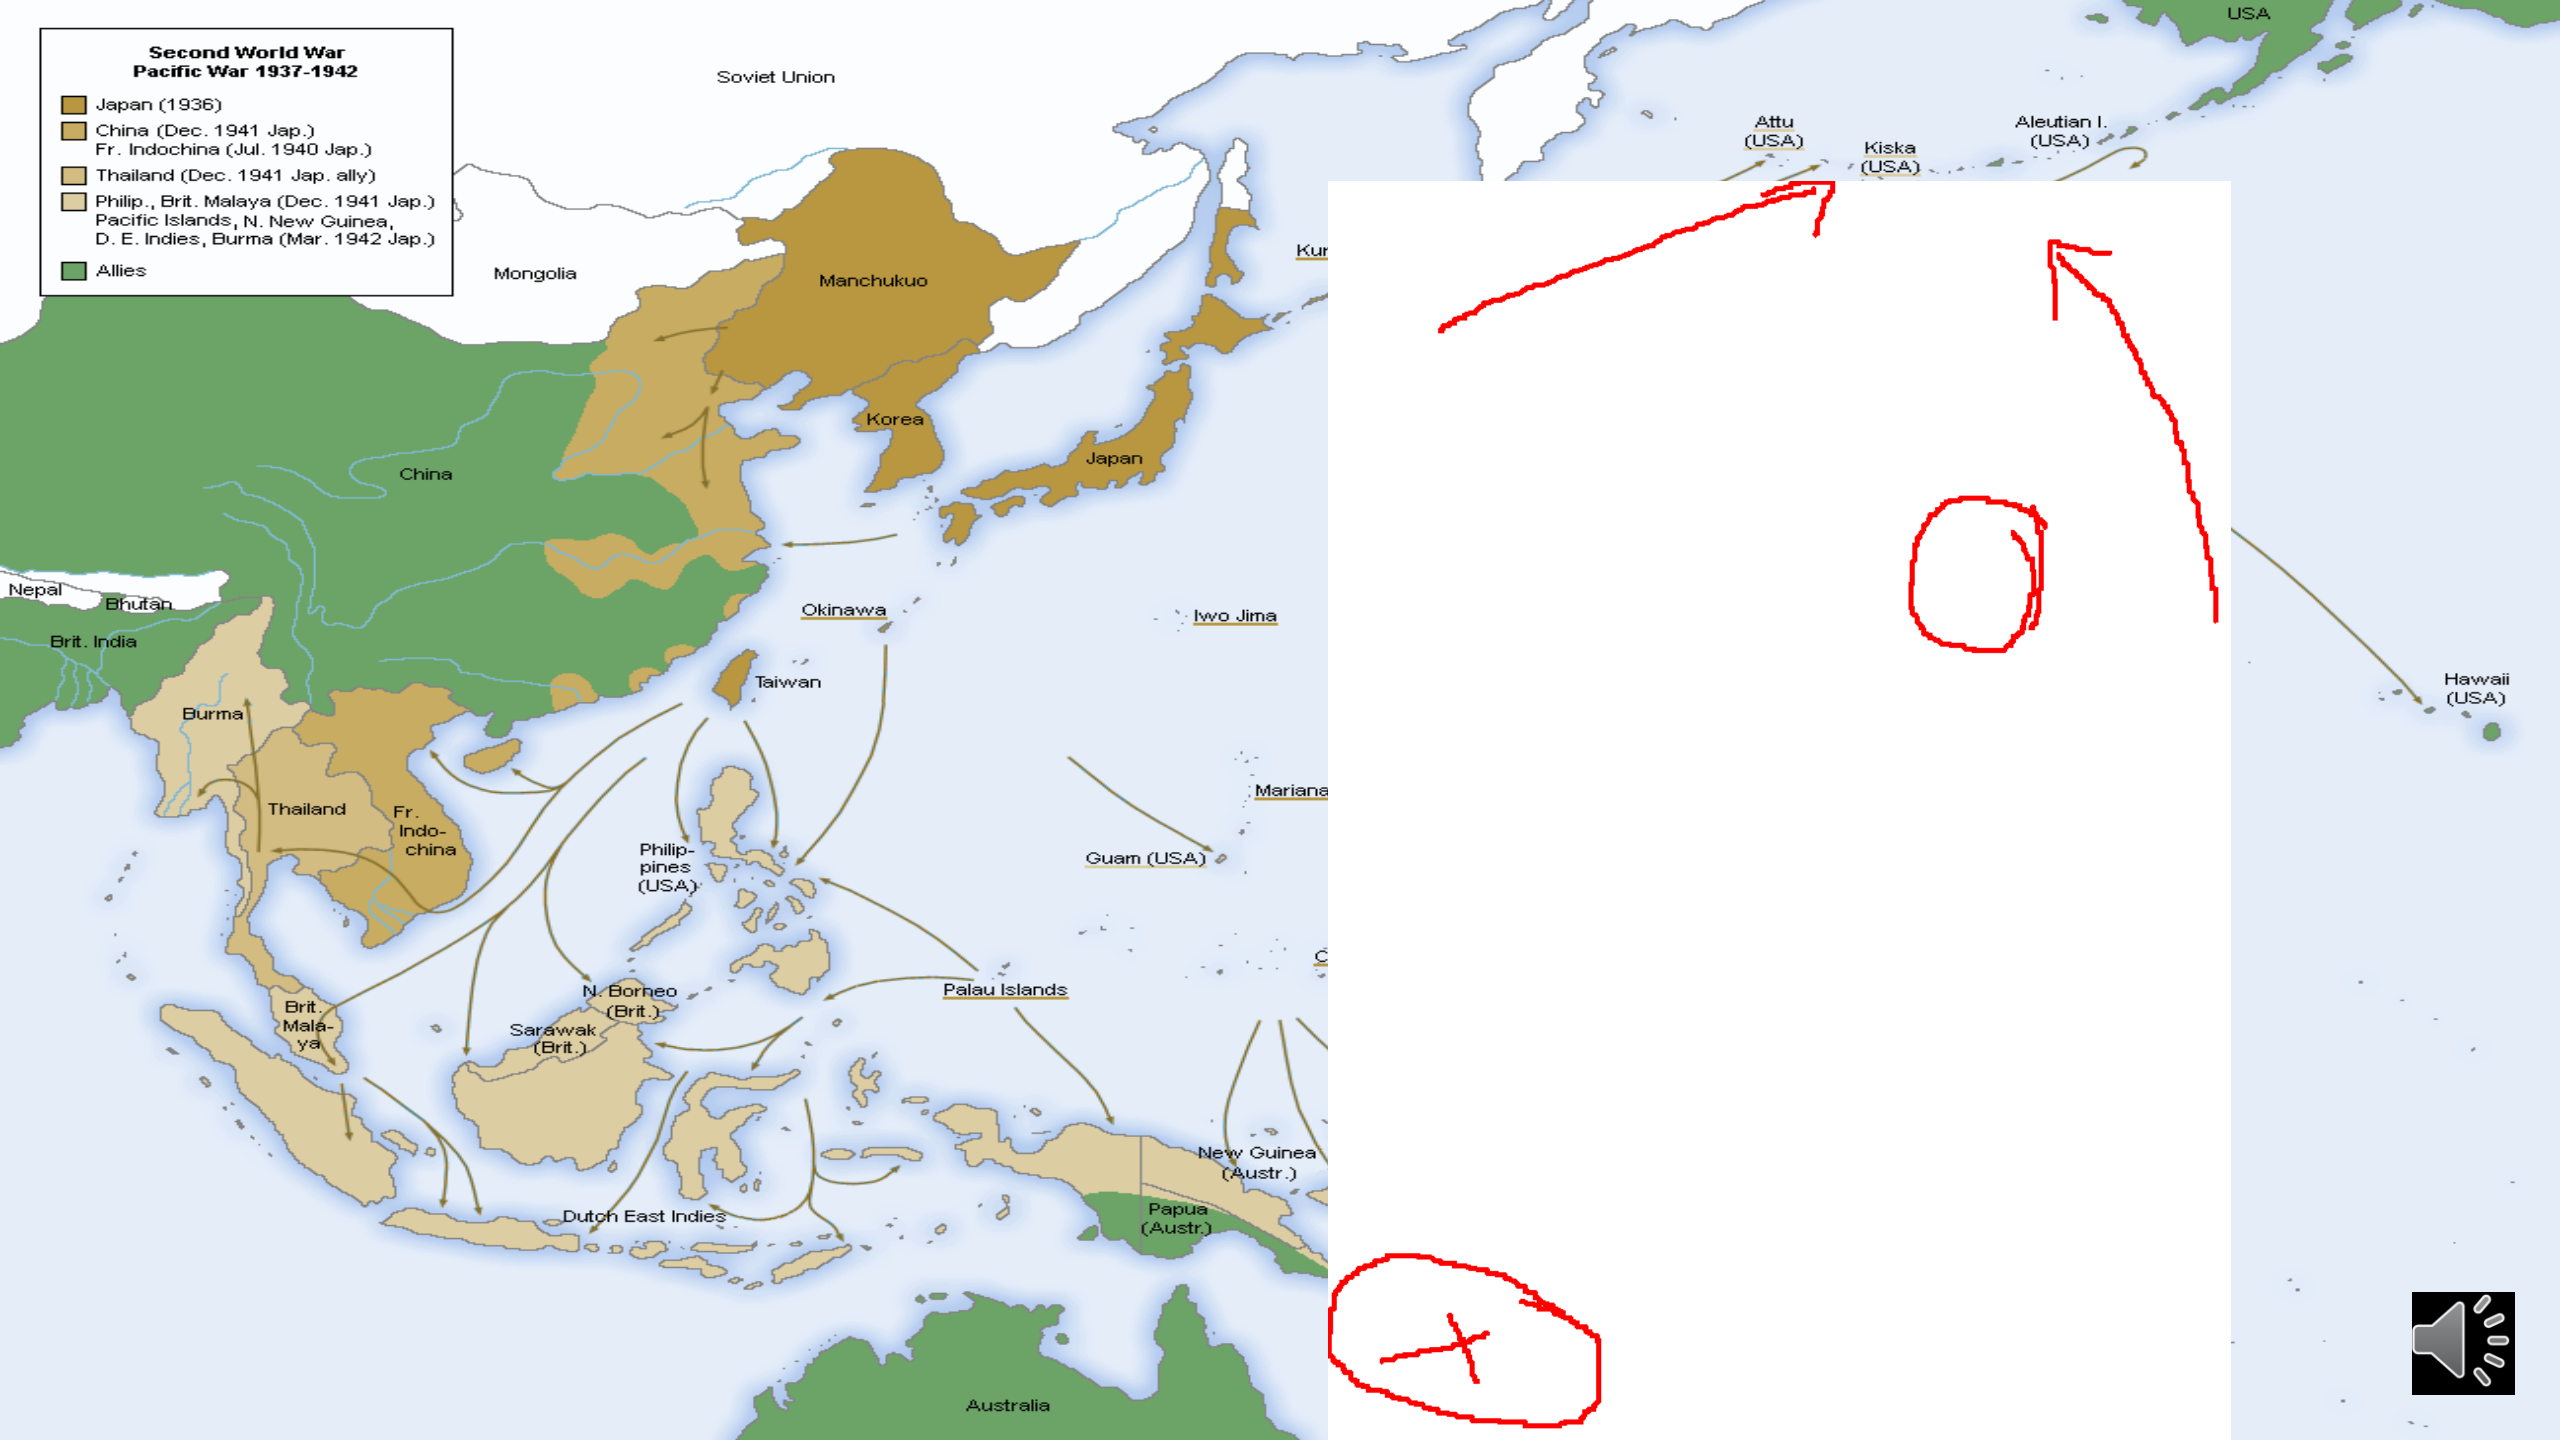 Second World War
Pacific War 1937-1942
Japan (1936)
China (Dec. 1941 Jap.)
Fr. Indochina (Jul. 1940 Jap.)
Thailand (Dec. 1941 Jap. ally)
Philip., Brit. Malaya (Dec. 1941 Jap.)
Pacific Islands, N. New Guinea,
D. E. Indies, Burma (Mar. 1942 Jap.)
Allies
USA
Soviet Union
Attu
(USA)
Kiska
(USA)
Aleutian I.
(USA)
Kur
Mongolia
Manchukuo
Korea
Japan
China
Nepal
Bhutan
Brit. India
Okinawa
Iwo Jima
Taiwan
Hawaii
(USA)
Burma
Thailand
Fr.
Indo-
china
Mariana
Philip-
pines
(USA)
Guam (USA)
C
Palau Islands
N. Borneo
(Brit.)
Sarawak
(Brit.)
Brit.
Mala-
ya
New Guinea
(Austr.)
Dutch East Indies
Papua
(Austr.)
Australia